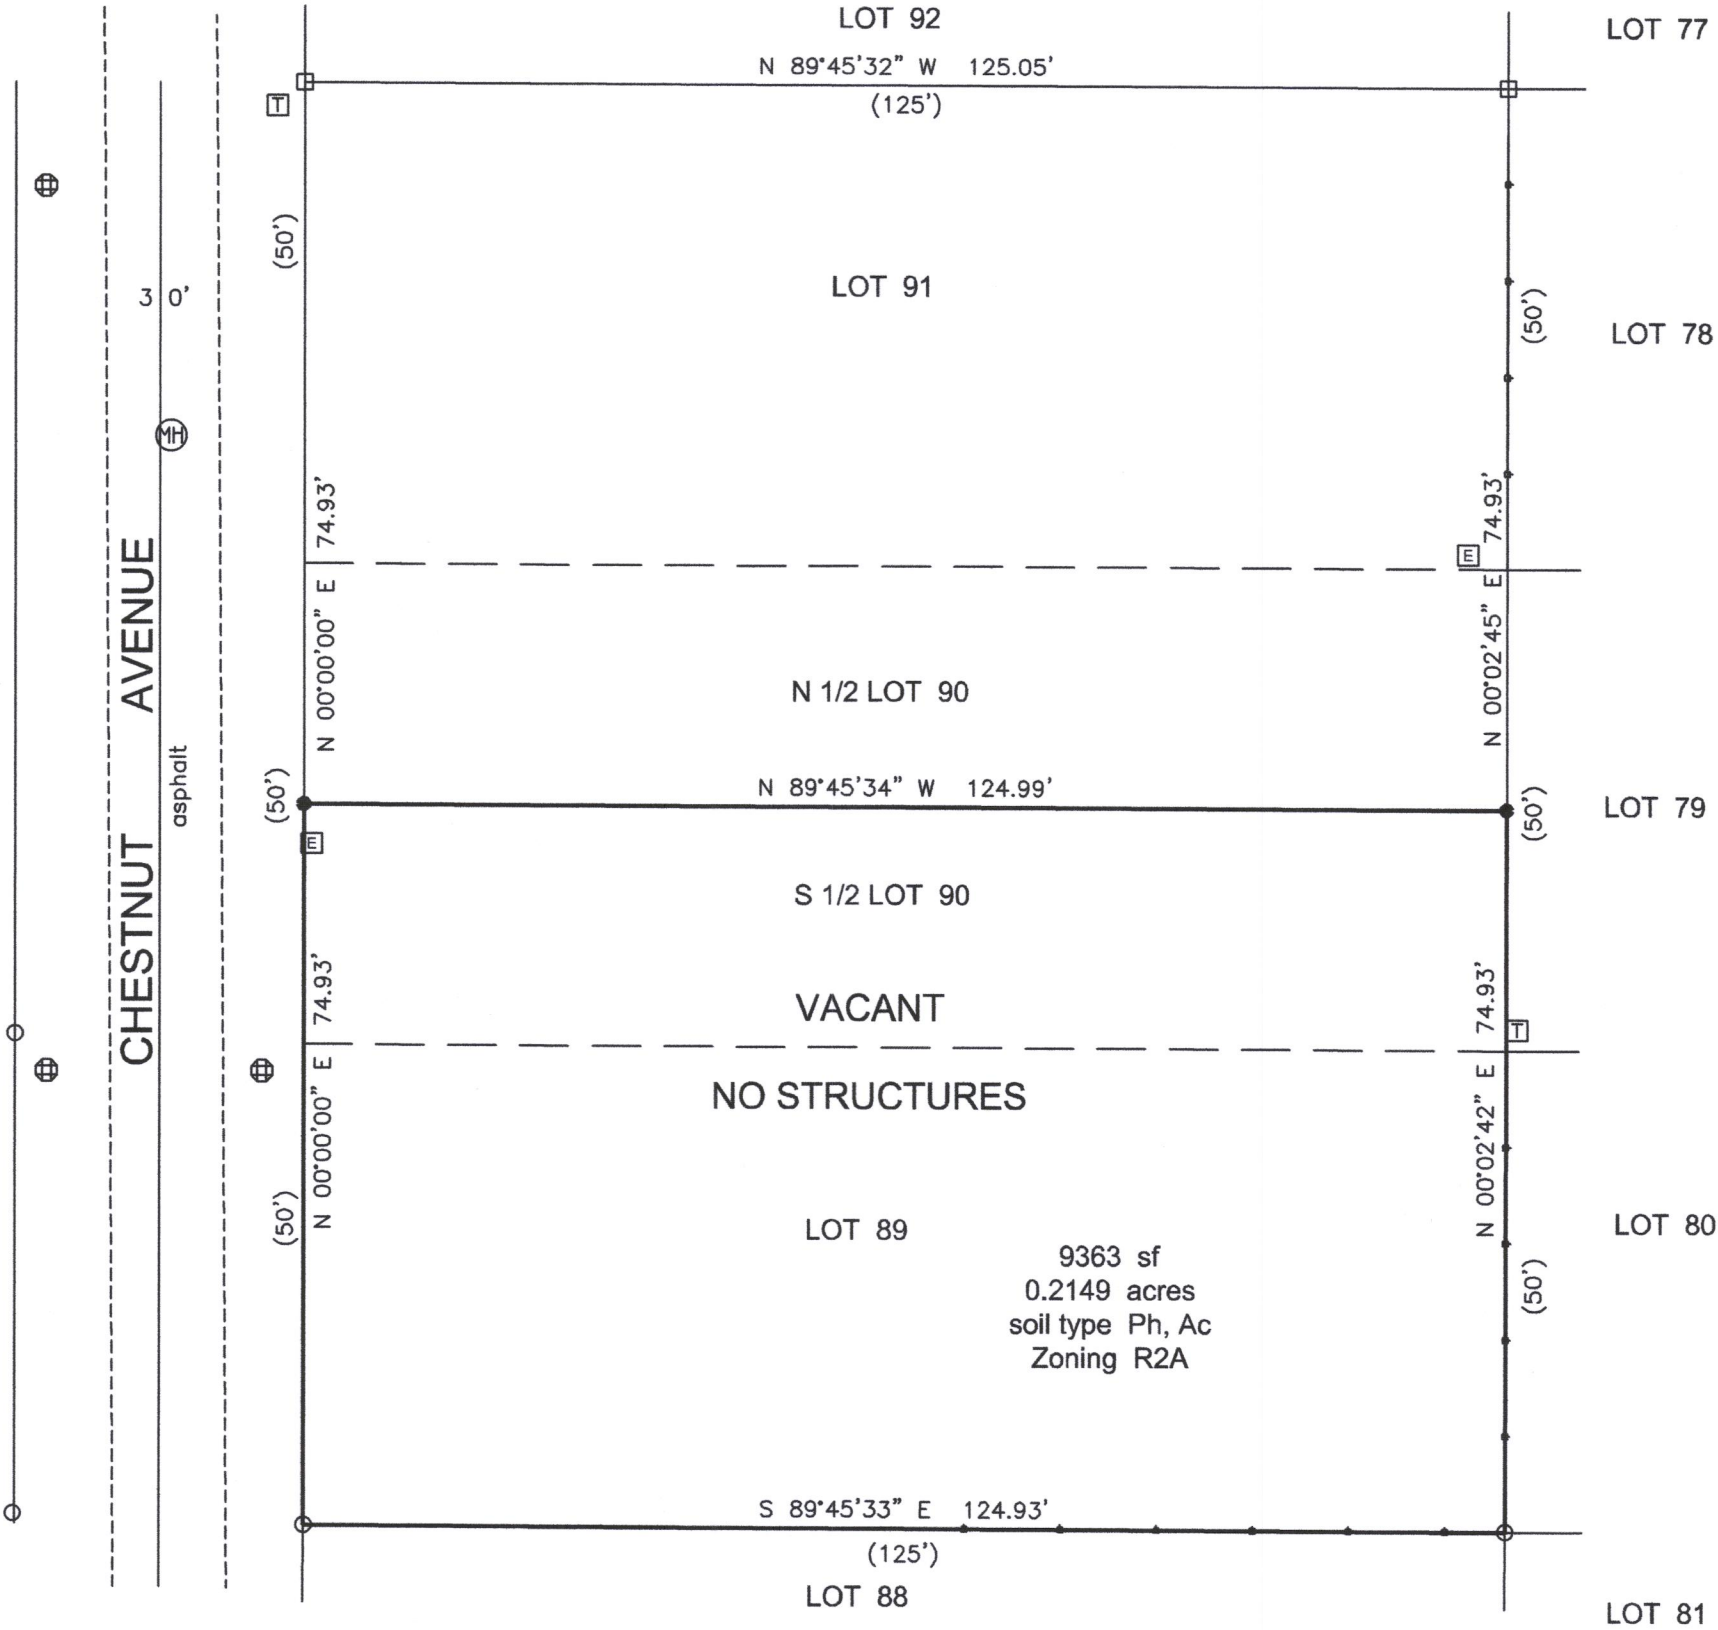 LOT 92
LOT 77
N 89°45'32" W 125.05'
(125')
T
(50')
LOT 91
3 0'
(50')
LOT 78
MH
74.93'
N 00°00'00" E
74.93'
N 00°02'45" E
E
CHESTNUT AVENUE
asphalt
N 1/2 LOT 90
N 89°45'34" W 124.99'
(50')
(50')
LOT 79
E
S 1/2 LOT 90
74.93'
N 00°00'00" E
VACANT
74.93'
N 00°02'42" E
T
NO STRUCTURES
(50')
LOT 89
LOT 80
9363 sf
0.2149 acres
soil type Ph, Ac
Zoning R2A
(50')
S 89°45'33" E 124.93'
(125')
LOT 88
LOT 81